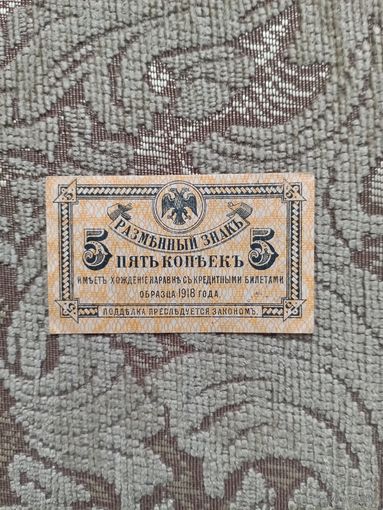 РАЗМѢННЫЙ ЗНАКЪ
5 ПЯТЬ КОПѢЕКЪ 5
ИМѢЕТЪ ХОЖДЕНІЕ НАРАВНѢ СЪ КРЕДИТНЫМИ БИЛЕТАМИ
ОБРАЗЦА 1918 ГОДА.
ПОДДѢЛКА ПРЕСЛѢДУЕТСЯ ЗАКОНОМЪ.